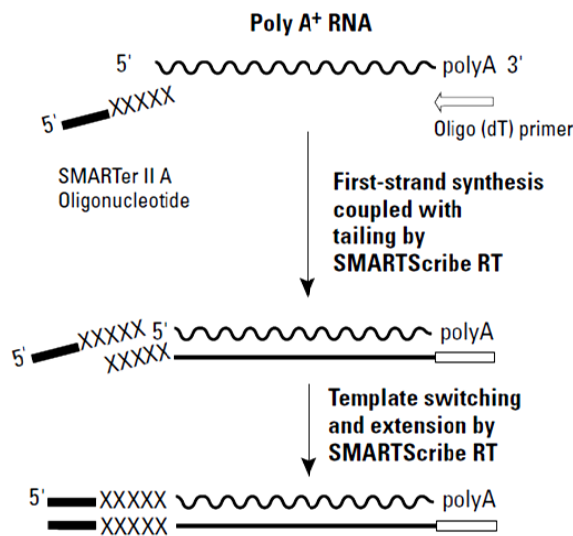 Poly A+ RNA
5' polyA 3'
5' XXXXX
Oligo (dT) primer
SMARTer II A
Oligonucleotide
First-strand synthesis
coupled with
tailing by
SMARTScribe RT
5' XXXXX 5' polyA
XXXXX
Template switching
and extension by
SMARTScribe RT
5' XXXXX polyA
XXXXX